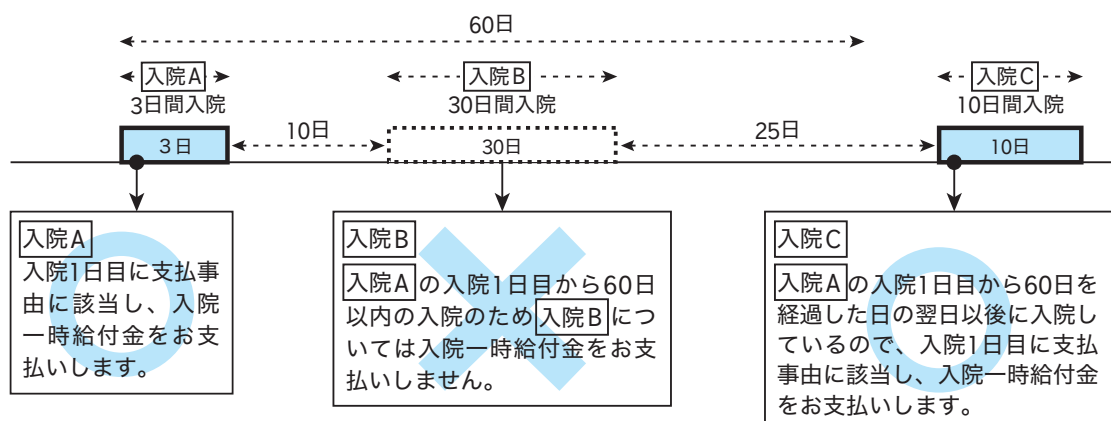 60日
入院A
3日間入院
入院B
30日間入院
入院C
10日間入院
3日
10日
30日
25日
10日
入院A
入院1日目に支払事
由に該当し、入院
一時給付金をお支
払いします。
入院B
入院Aの入院1日目から60日
以内の入院のため入院Bにつ
いては入院一時給付金をお支
払いしません。
入院C
入院Aの入院1日目から60日を
経過した日の翌日以後に入院し
ているので、入院1日目に支払
事由に該当し、入院一時給付金
をお支払いします。